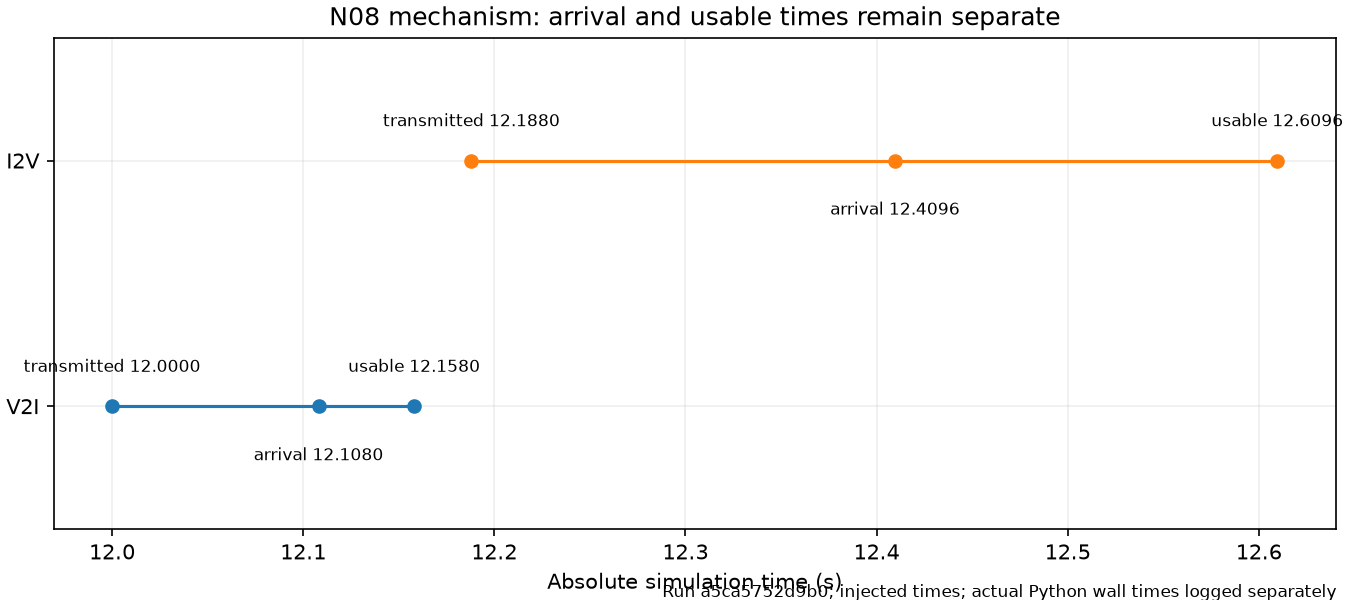 N08 mechanism: arrival and usable times remain separate
transmitted 12.1880
usable 12.6096
I2V
arrival 12.4096
transmitted 12.0000
usable 12.1580
V2I
arrival 12.1080
12.0 12.1 12.2 12.3 12.4 12.5 12.6
Absolute simulation time (s)
Run a5ca5752d9b0; injected times; actual Python wall times logged separately